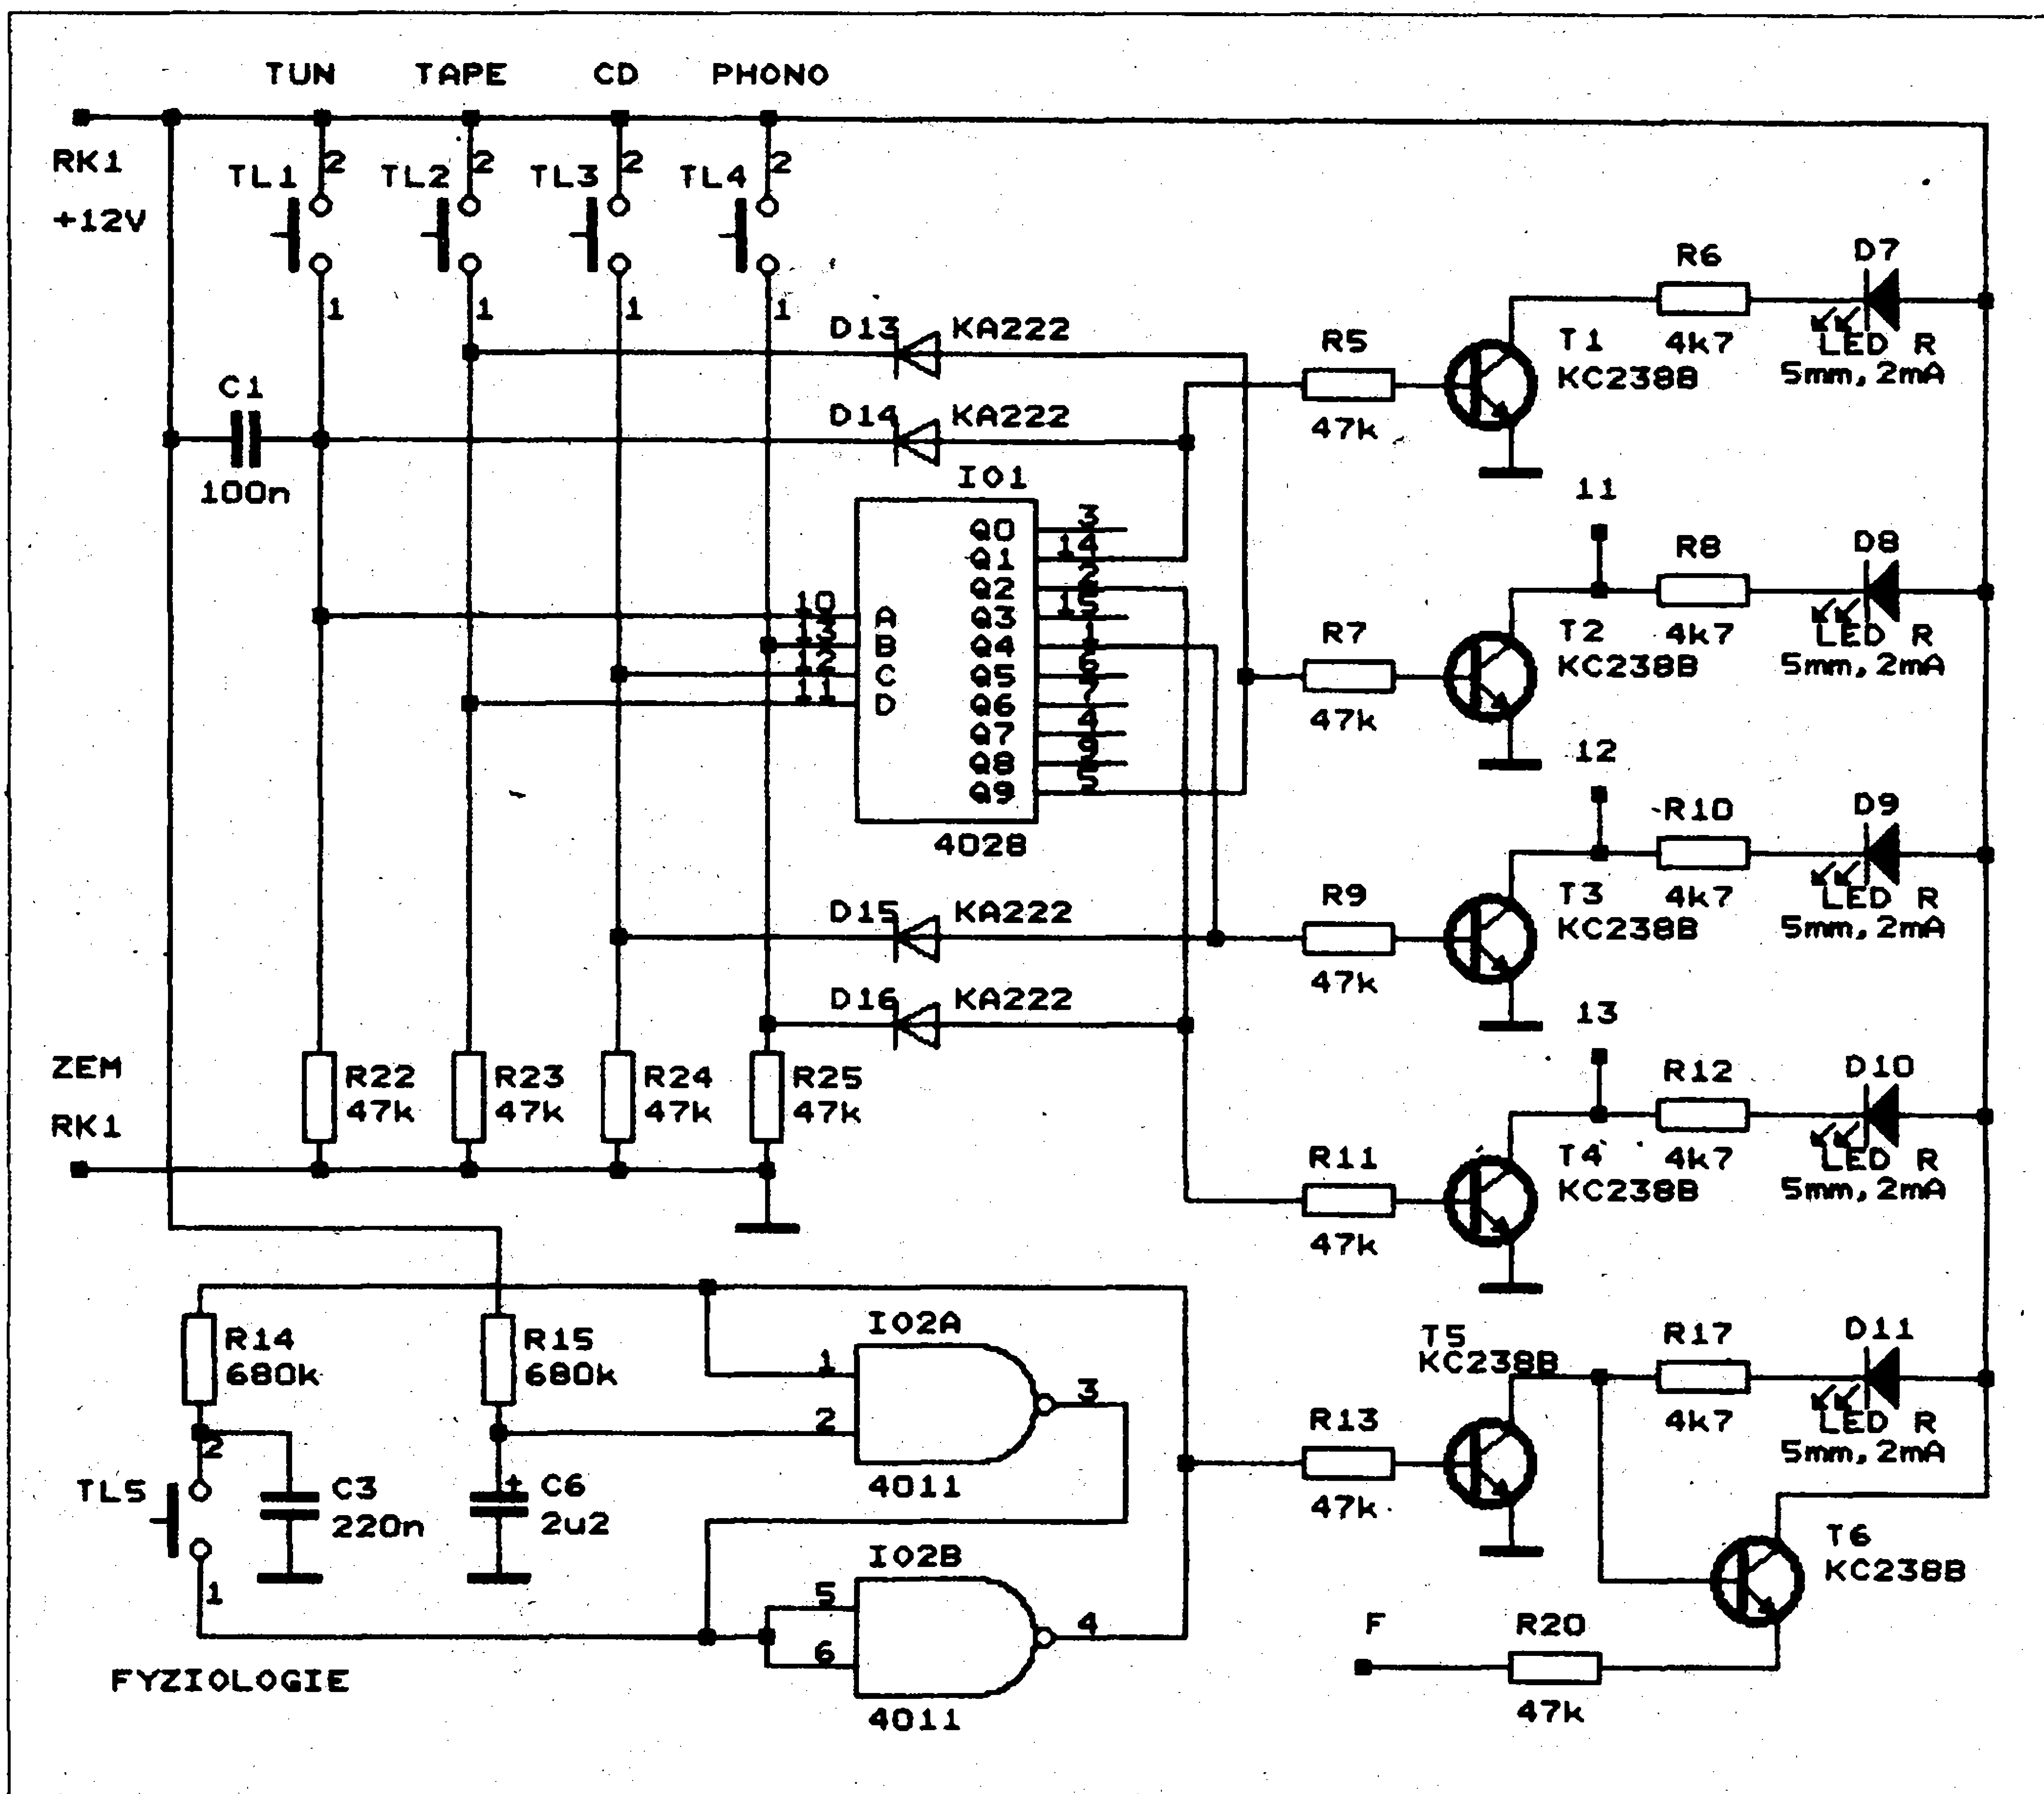 TUN TAPE CD PHONO
RK1
+12V
TL1 2 TL2 2 TL3 2 TL4 2
1 1 1 1
C1
100n
D13 KA222
D14 KA222
R5
47k
T1
KC238B
R6
4k7
D7
LED R
5mm,2mA
IO1
10 A
13 B
12 C
11 D
Q0 3
Q1 14
Q2 2
Q3 15
Q4 1
Q5 6
Q6 7
Q7 4
Q8 9
Q9 5
4028
11
R7
47k
T2
KC238B
R8
4k7
D8
LED R
5mm,2mA
12
D15 KA222
D16 KA222
R9
47k
T3
KC238B
R10
4k7
D9
LED R
5mm,2mA
13
ZEM
RK1
R22
47k
R23
47k
R24
47k
R25
47k
R11
47k
T4
KC238B
R12
4k7
D10
LED R
5mm,2mA
R14
680k
R15
680k
IO2A
1
2
3
4011
T5
KC238B
R13
47k
R17
4k7
D11
LED R
5mm,2mA
TL5
2
1
C3
220n
+ C6
2u2
IO2B
5
6
4
4011
T6
KC238B
F
R20
47k
FYZIOLOGIE